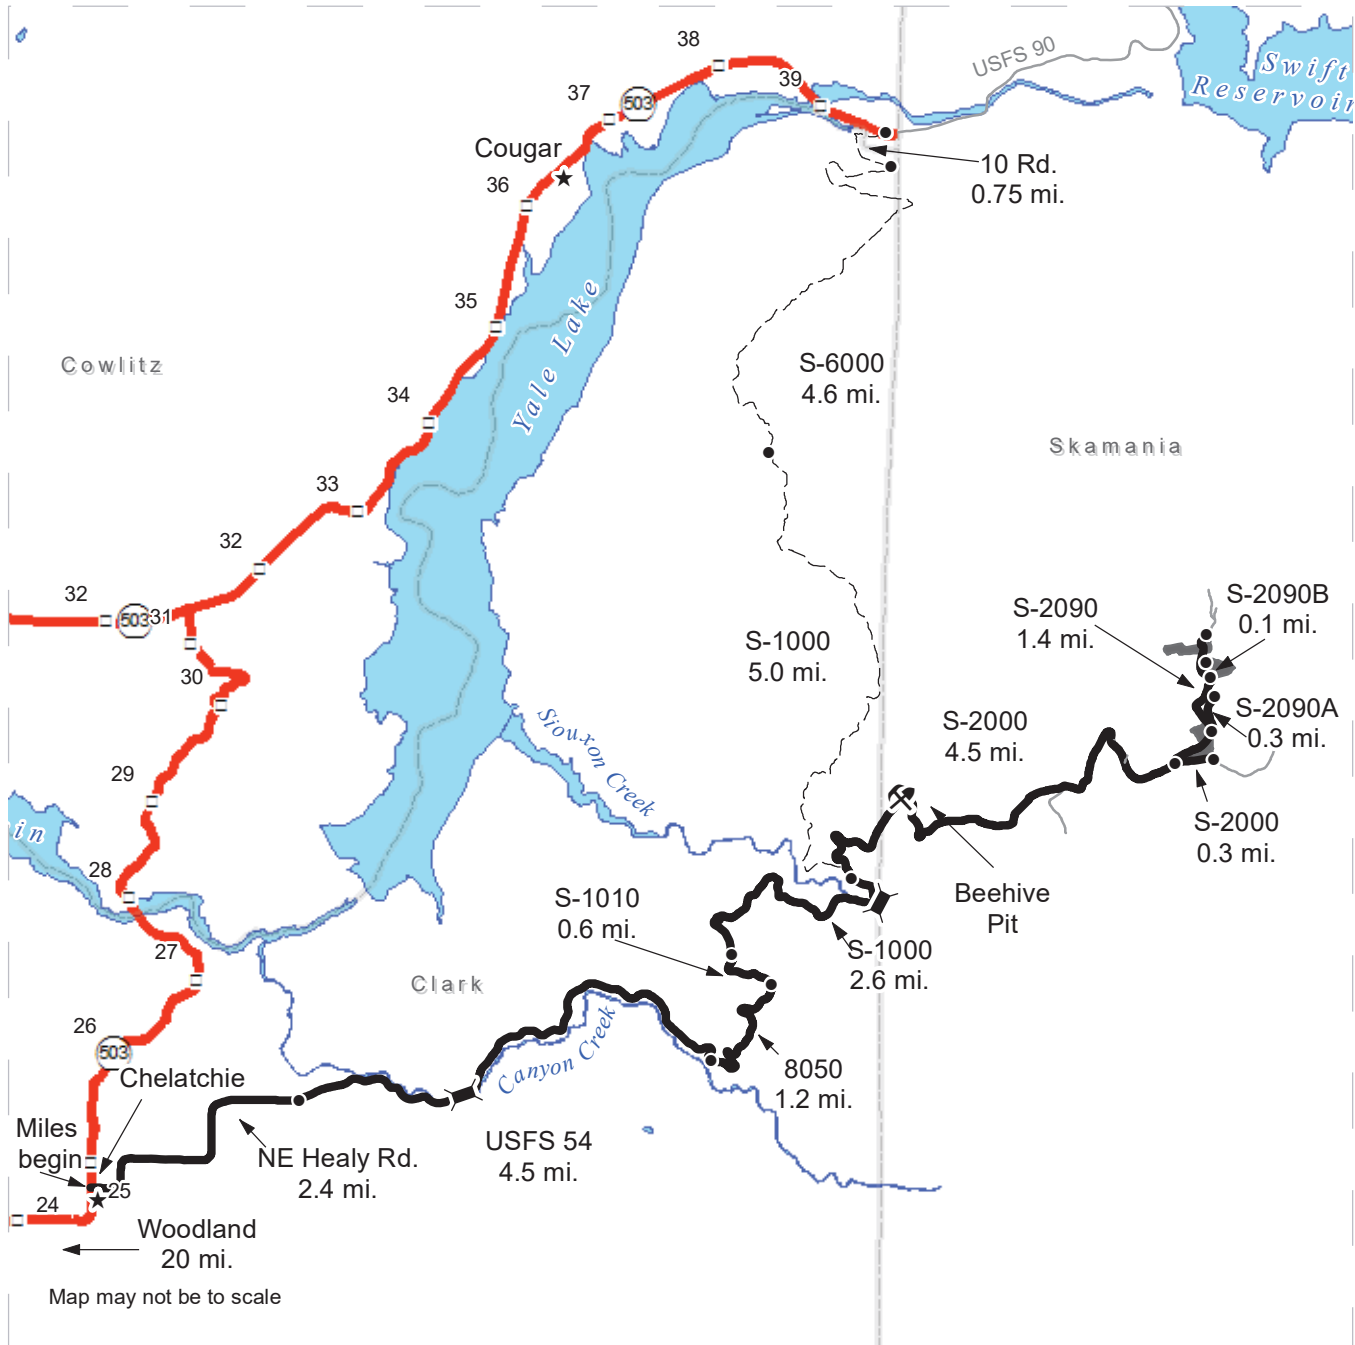 38
USFS 90
Swift
Reservoir
39
37
503
Cougar
36
10 Rd.
0.75 mi.
35
Yale Lake
Cowlitz
S-6000
4.6 mi.
34
Skamania
33
32
32
503
31
S-2090
1.4 mi.
S-2090B
0.1 mi.
S-1000
5.0 mi.
30
S-2090A
0.3 mi.
S-2000
4.5 mi.
Siouxon Creek
29
S-2000
0.3 mi.
in
28
Beehive
Pit
S-1010
0.6 mi.
27
S-1000
2.6 mi.
Clark
26
503
Canyon Creek
Chelatchie
8050
1.2 mi.
Miles
begin
USFS 54
4.5 mi.
NE Healy Rd.
2.4 mi.
25
24
Woodland
20 mi.
Map may not be to scale